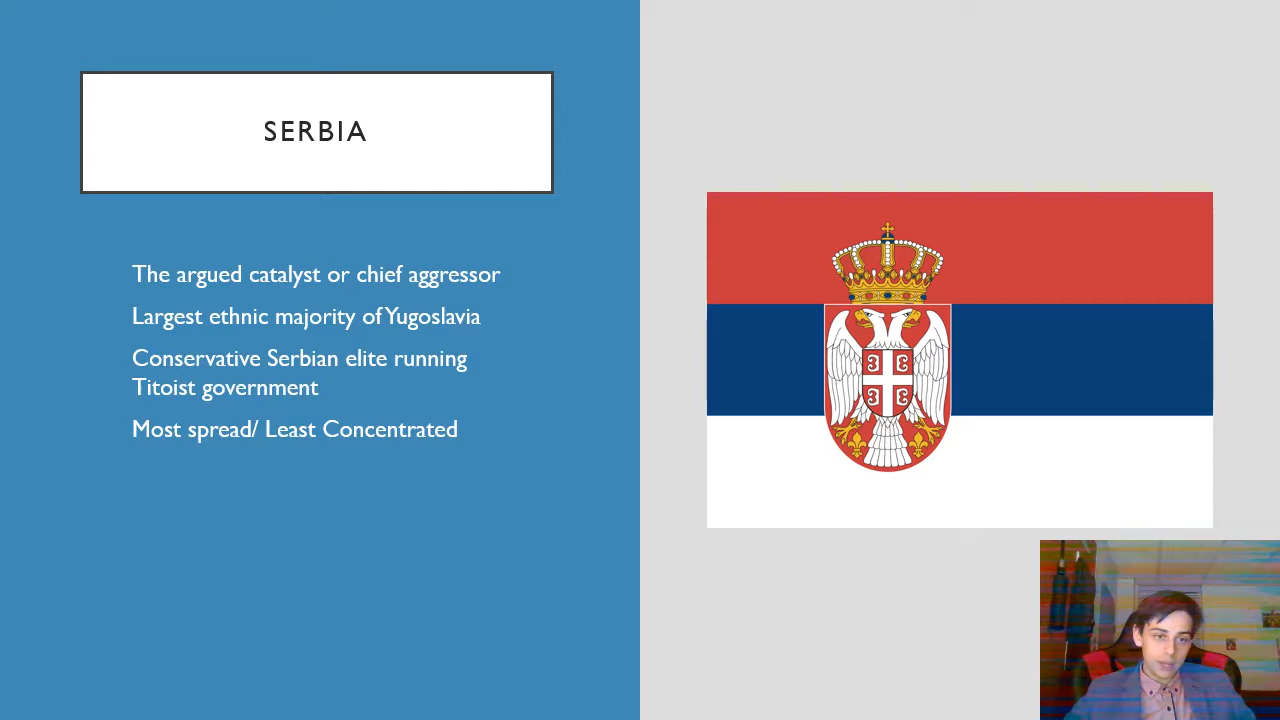 SERBIA
The argued catalyst or chief aggressor
Largest ethnic majority of Yugoslavia
Conservative Serbian elite running
Titoist government
Most spread/ Least Concentrated